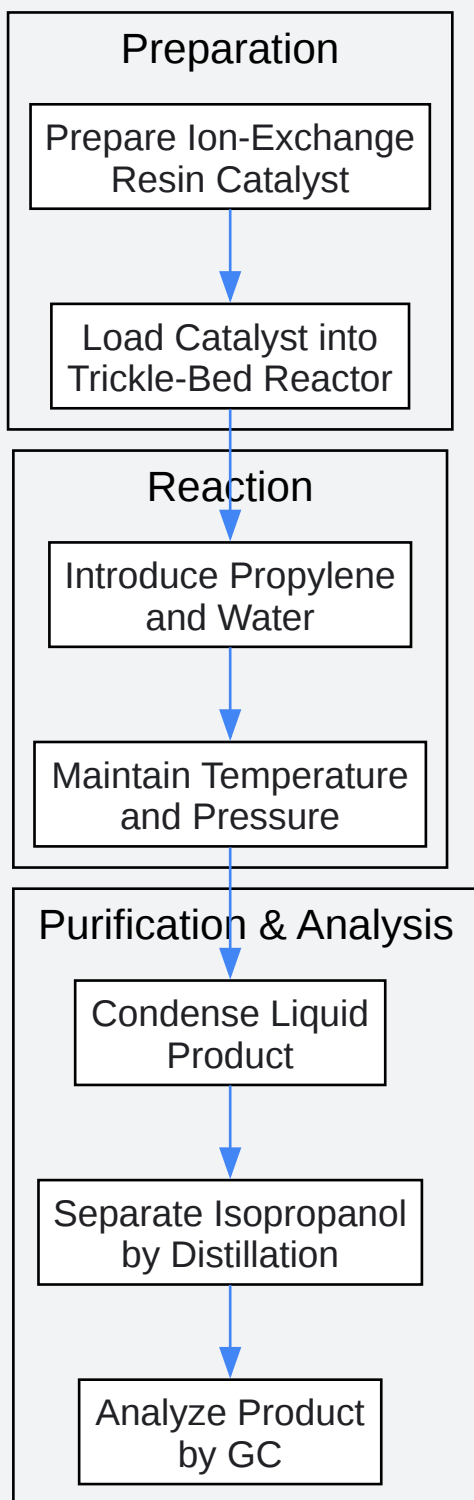 Preparation
Prepare Ion-Exchange
Resin Catalyst
Load Catalyst into
Trickle-Bed Reactor
Reaction
Introduce Propylene
and Water
Maintain Temperature
and Pressure
Purification & Analysis
Condense Liquid
Product
Separate Isopropanol
by Distillation
Analyze Product
by GC